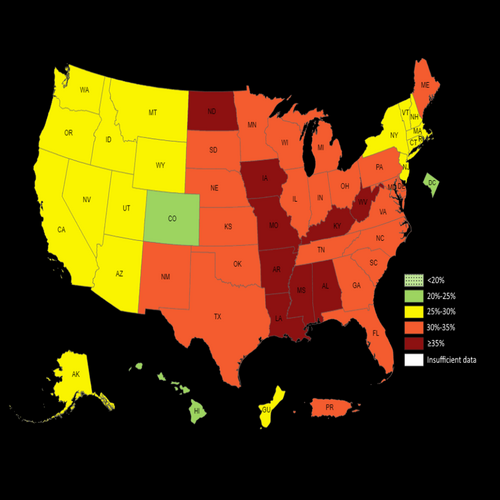 WA
MT
ND
MN
ME
VT
NH
OR
ID
SD
WI
MI
NY
MA
CT
WY
IA
NE
PA
NJ
NV
UT
CO
IL
IN
OH
MD
DE
DC
CA
KS
MO
KY
WV
VA
AZ
NM
OK
AR
TN
NC
SC
TX
LA
MS
AL
GA
FL
<20%
20%-25%
25%-30%
30%-35%
≥35%
Insufficient data
AK
HI
GU
PR